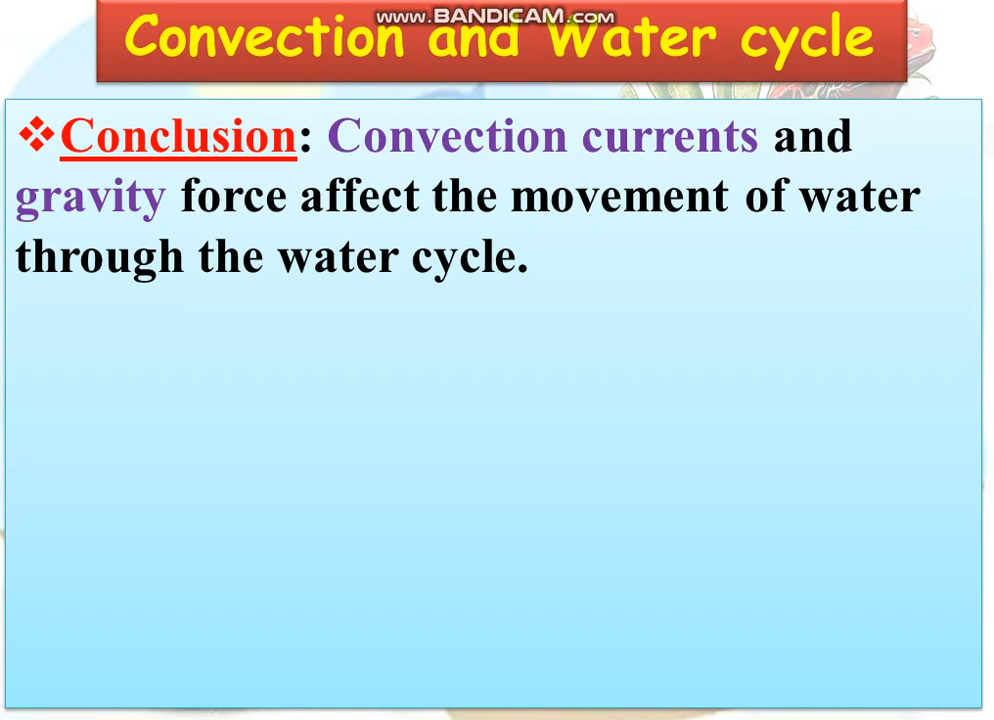 www.BANDICAM.com
Convection and Water cycle
❖Conclusion: Convection currents and
gravity force affect the movement of water
through the water cycle.